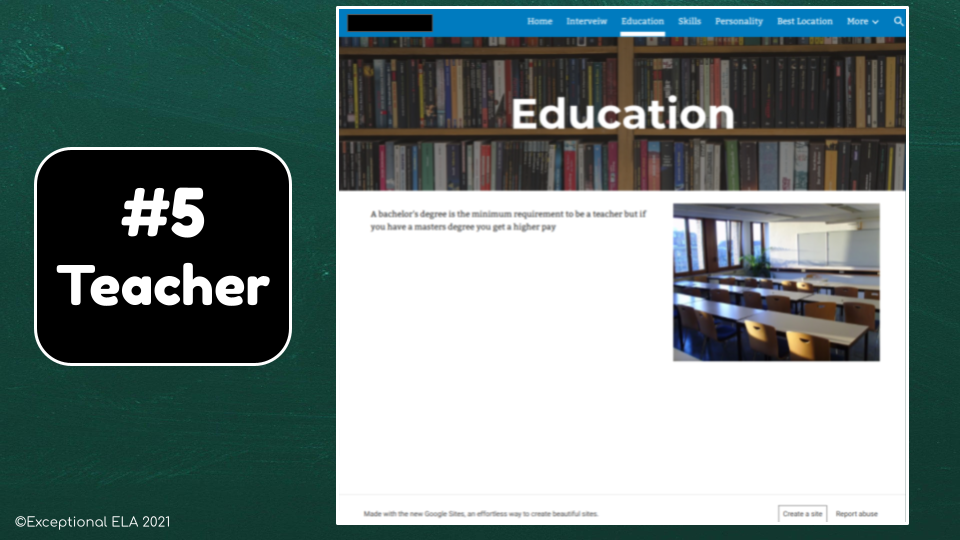 #5
Teacher
Home Interveiw Education Skills Personality Best Location More
Education
A bachelor's degree is the minimum requirement to be a teacher but if
you have a masters degree you get a higher pay
Made with the new Google Sites, an effortless way to create beautiful sites.
Create a site Report abuse
©Exceptional ELA 2021